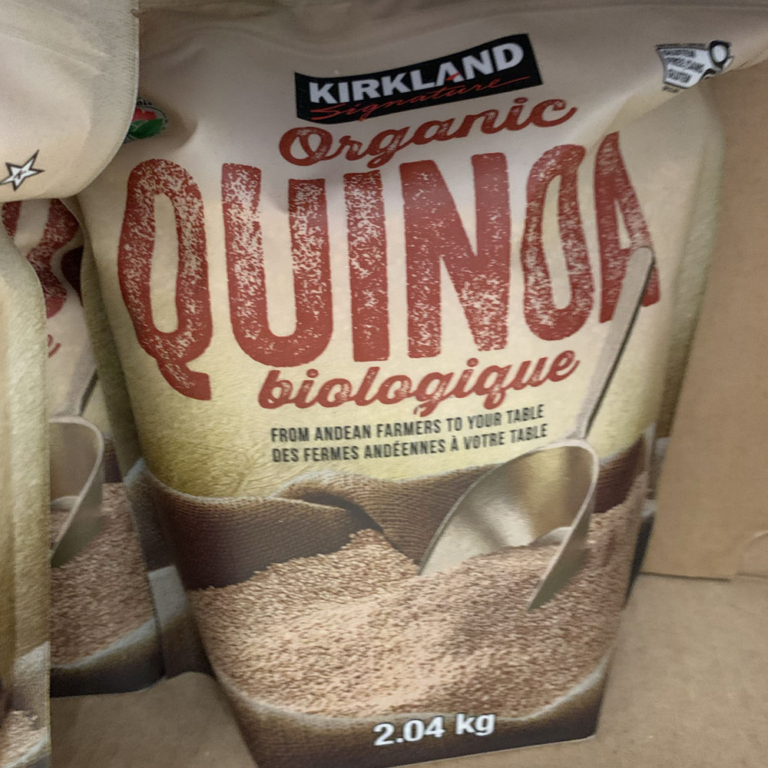 KIRKLAND
Signature
Organic
QUINOA
biologique
FROM ANDEAN FARMERS TO YOUR TABLE
DES FERMES ANDÉENNES À VOTRE TABLE
2.04 kg